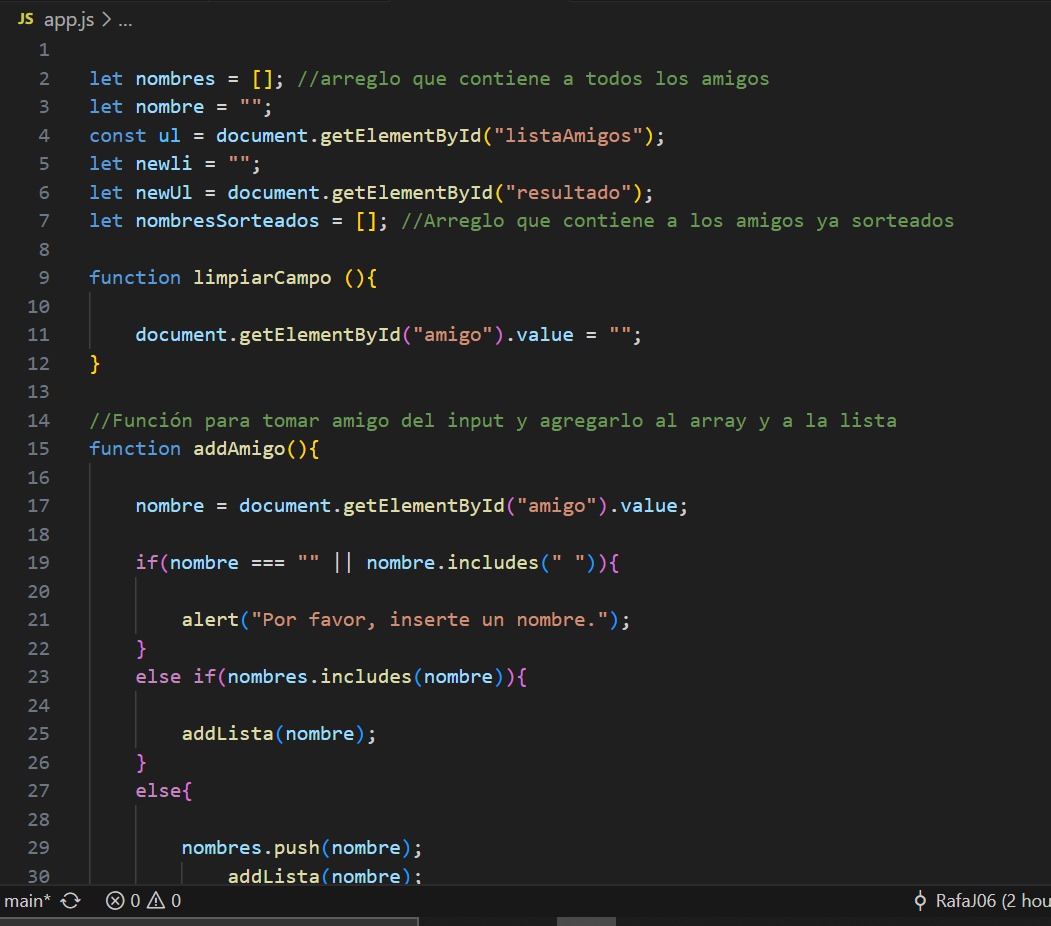 JS app.js > ...
1
2 let nombres = []; //arreglo que contiene a todos los amigos
3 let nombre = "";
4 const ul = document.getElementById("listaAmigos");
5 let newli = "";
6 let newUl = document.getElementById("resultado");
7 let nombresSorteados = []; //Arreglo que contiene a los amigos ya sorteados
8
9 function limpiarCampo (){
10
11 document.getElementById("amigo").value = "";
12 }
13
14 //Función para tomar amigo del input y agregarlo al array y a la lista
15 function addAmigo(){
16
17 nombre = document.getElementById("amigo").value;
18
19 if(nombre === "" || nombre.includes(" ")){
20
21 alert("Por favor, inserte un nombre.");
22 }
23 else if(nombres.includes(nombre)){
24
25 addLista(nombre);
26 }
27 else{
28
29 nombres.push(nombre);
30 addLista(nombre);
main* 0 0 RafaJ06 (2 hou